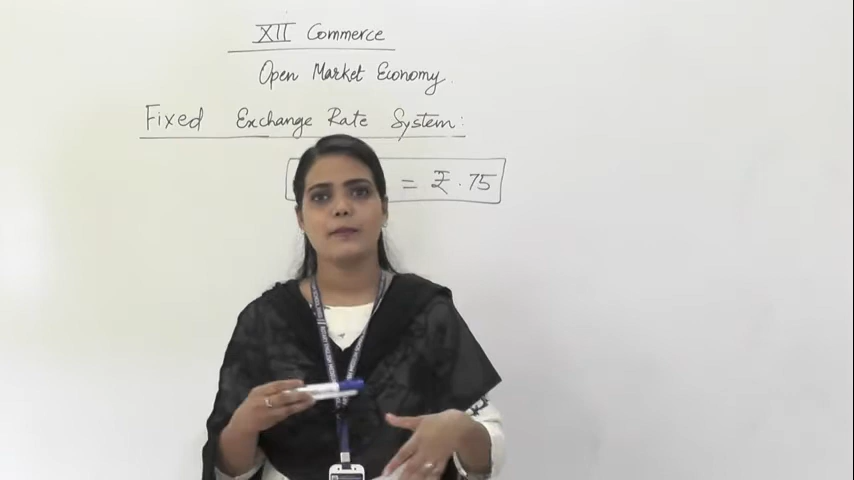 XII Commerce
Open Market Economy.
Fixed Exchange Rate System:
= ₹.75